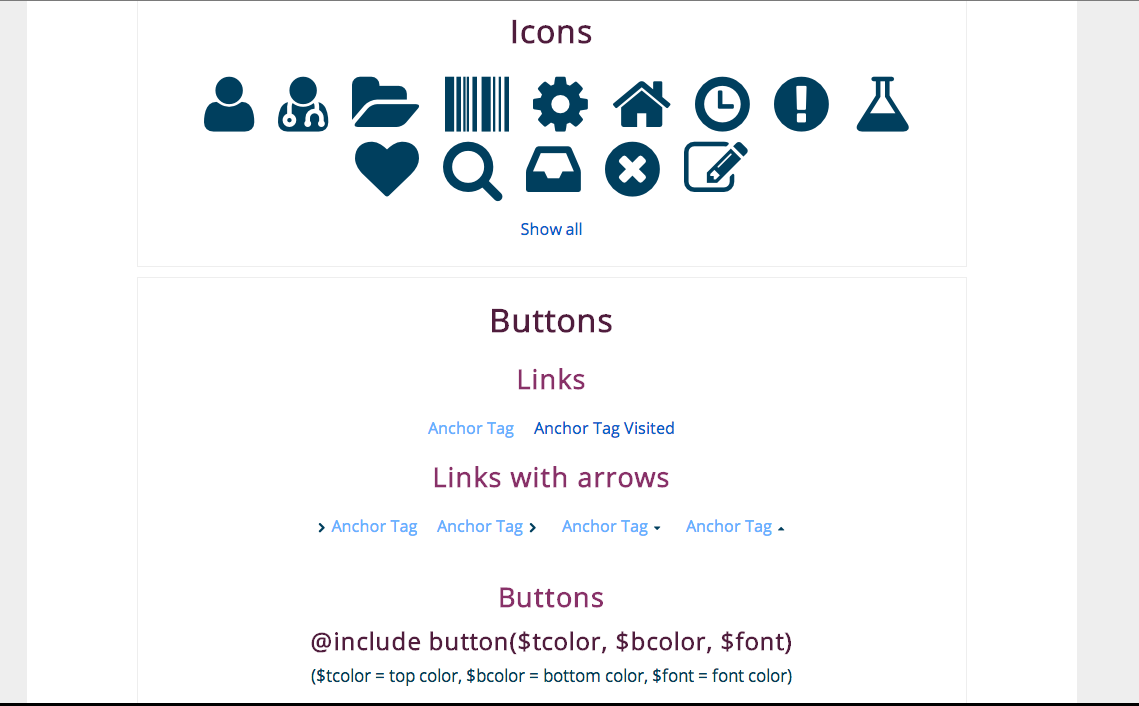 Icons
Show all
Buttons
Links
Anchor Tag Anchor Tag Visited
Links with arrows
Anchor Tag Anchor Tag Anchor Tag Anchor Tag
Buttons
@include button($tcolor, $bcolor, $font)
($tcolor = top color, $bcolor = bottom color, $font = font color)